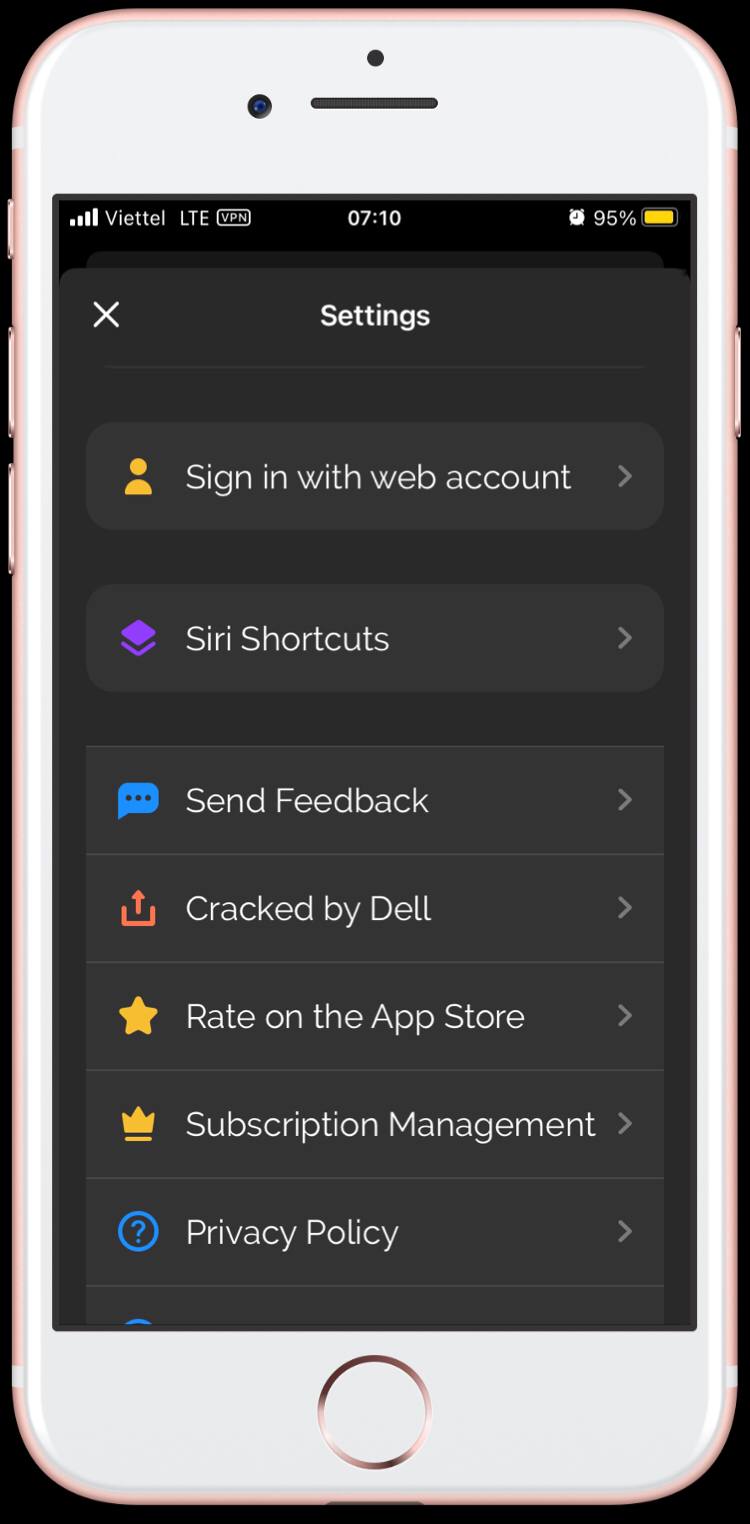 Viettel LTE VPN 07:10 95%
Settings
Sign in with web account
Siri Shortcuts
Send Feedback
Cracked by Dell
Rate on the App Store
Subscription Management
Privacy Policy